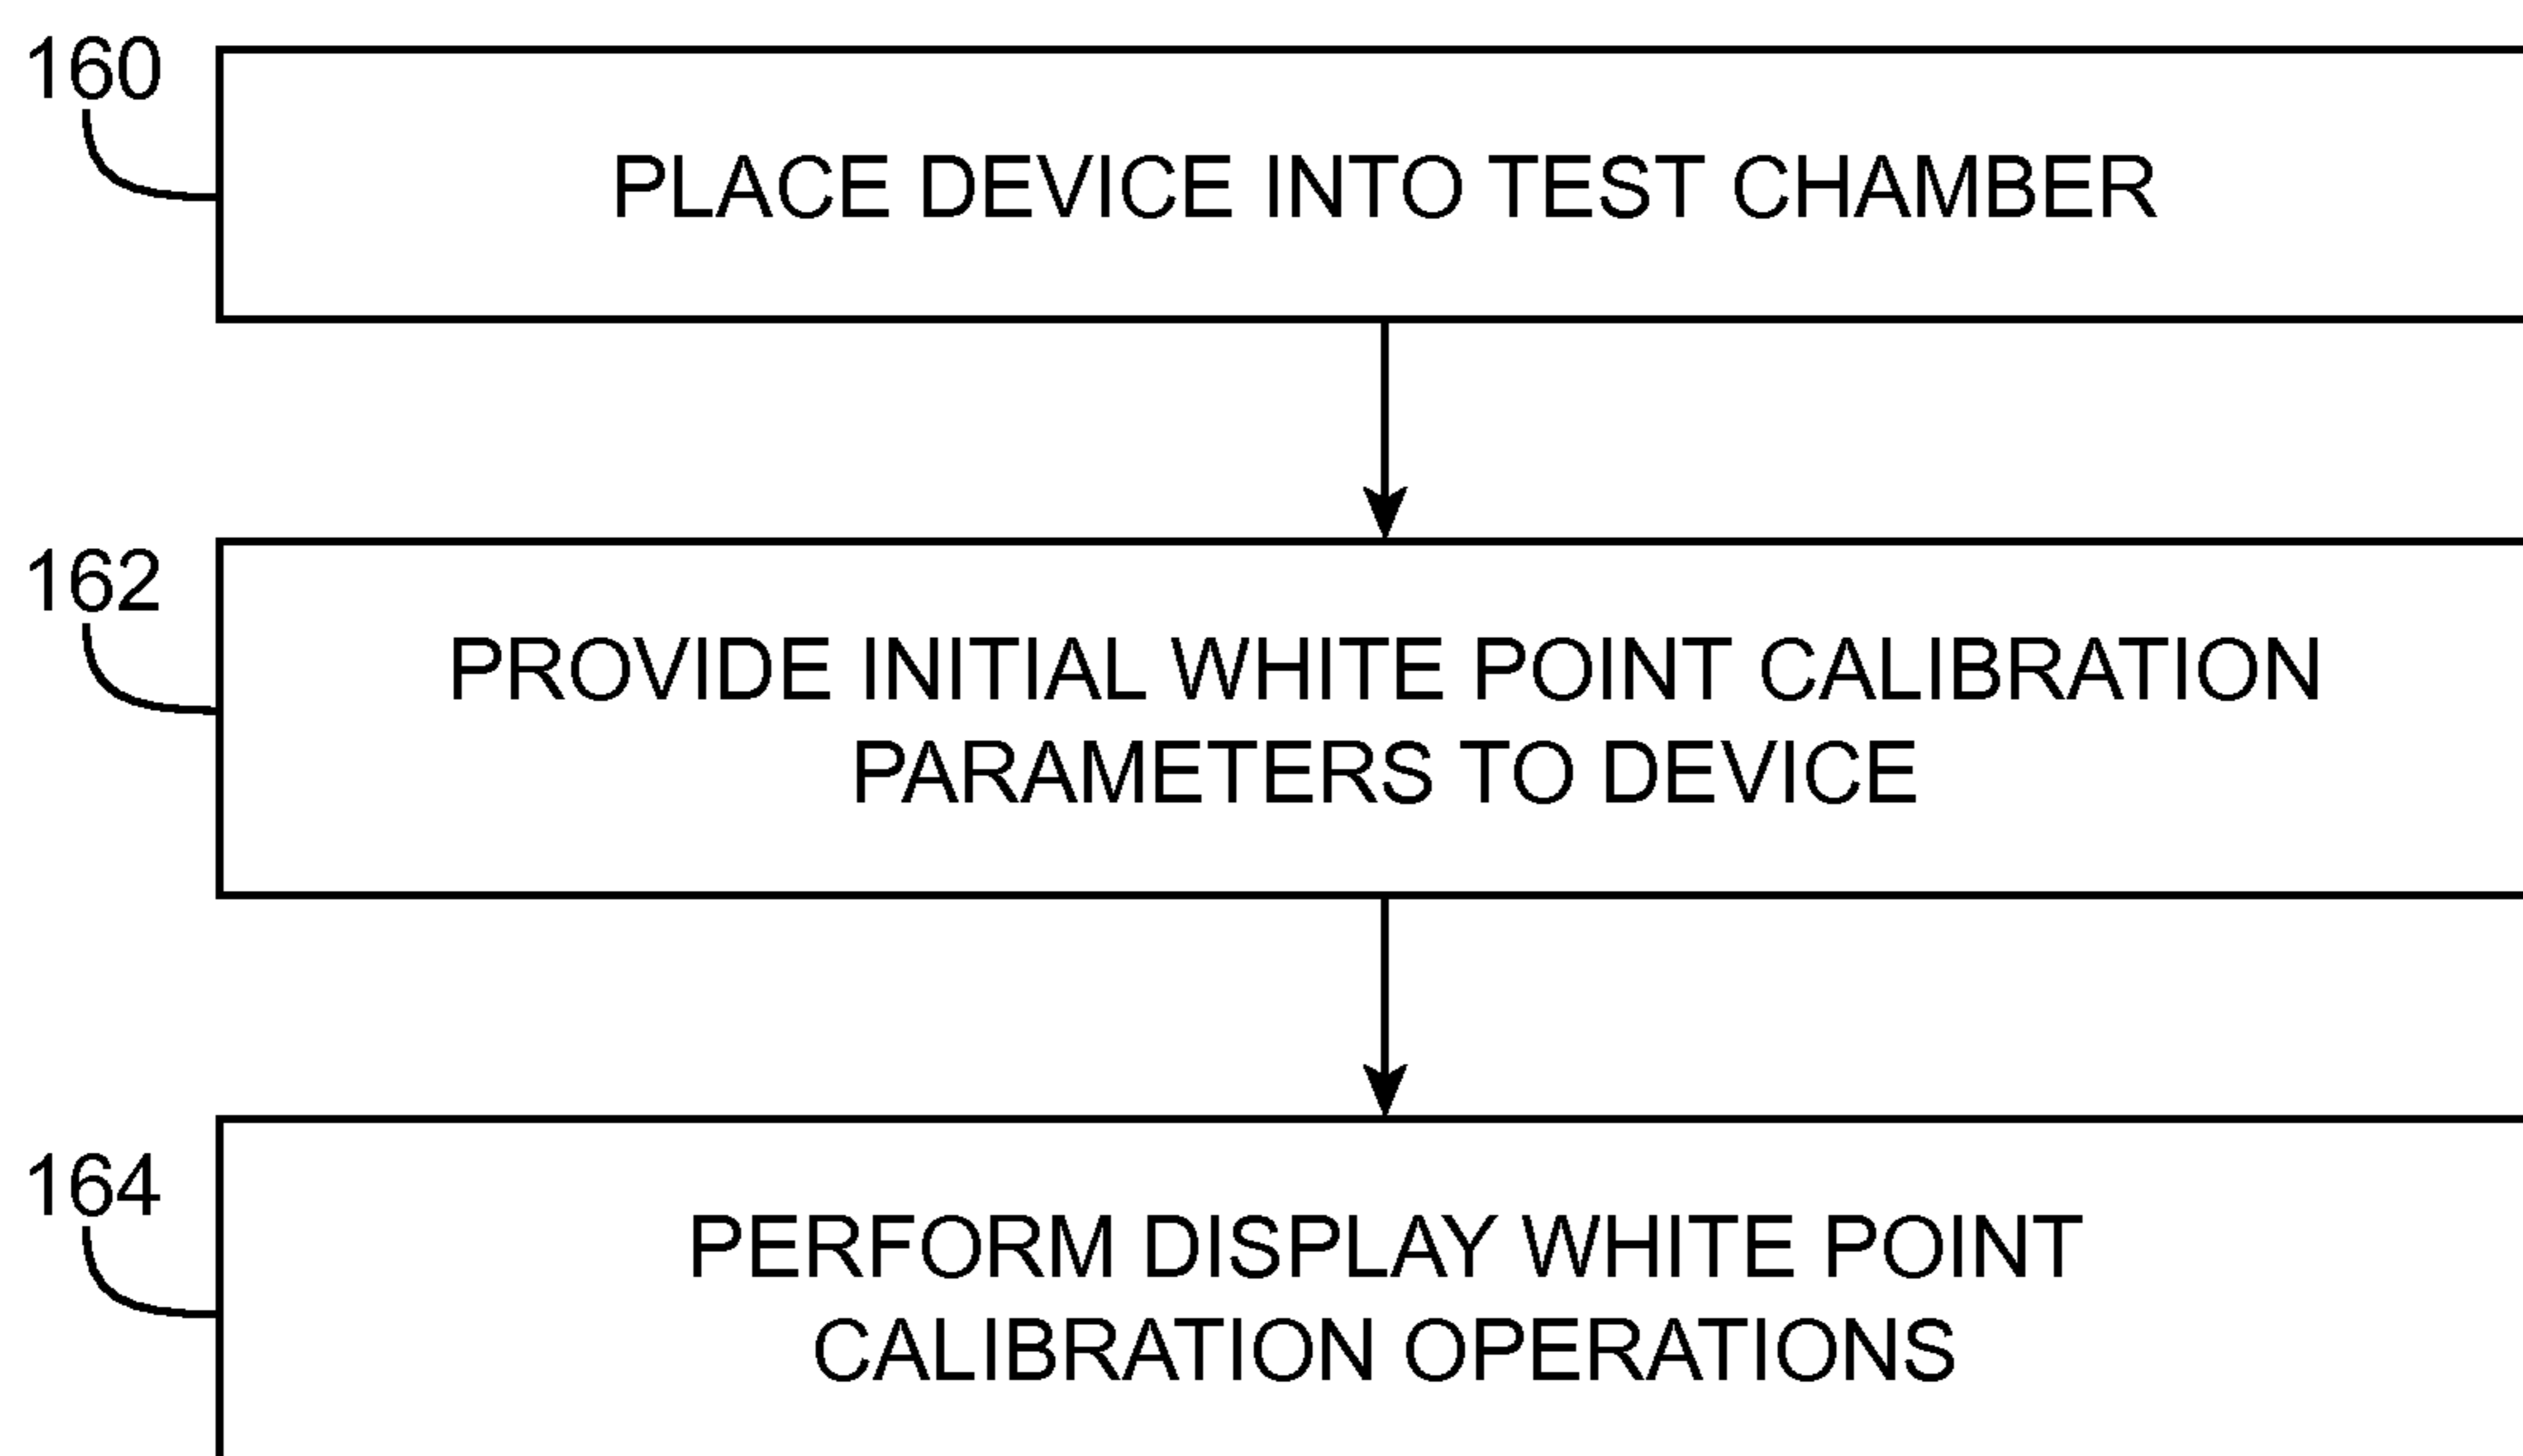 160
PLACE DEVICE INTO TEST CHAMBER
162
PROVIDE INITIAL WHITE POINT CALIBRATION
PARAMETERS TO DEVICE
164
PERFORM DISPLAY WHITE POINT
CALIBRATION OPERATIONS